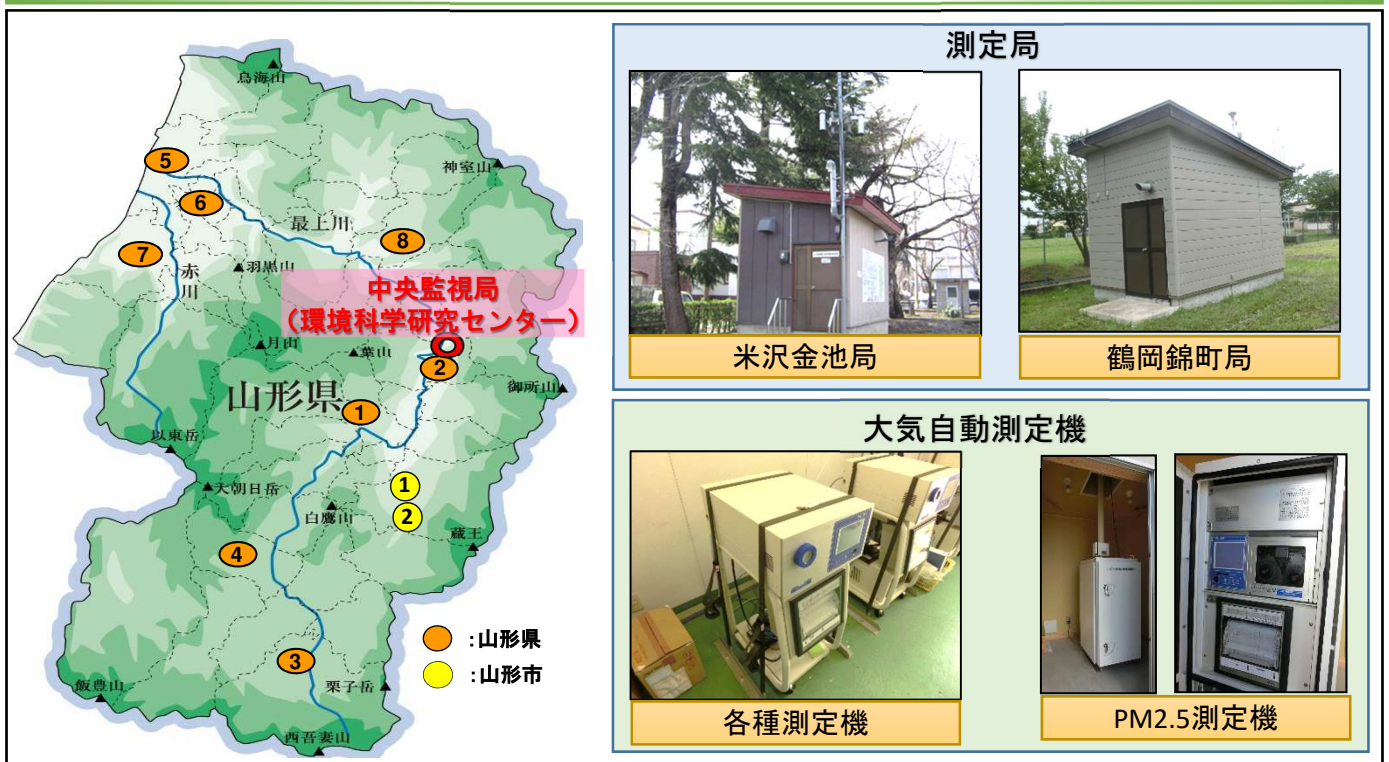 鳥海山
神室山
5
6
最上川
7
8
赤川
羽黒山
中央監視局
(環境科学研究センター)
月山
葉山
2
御所山
山形県
1
以東岳
大朝日岳
1
白鷹山
2
蔵王
4
:山形県
3
:山形市
飯豊山
栗子岳
西吾妻山
測定局
米沢金池局
鶴岡錦町局
大気自動測定機
各種測定機
PM2.5測定機